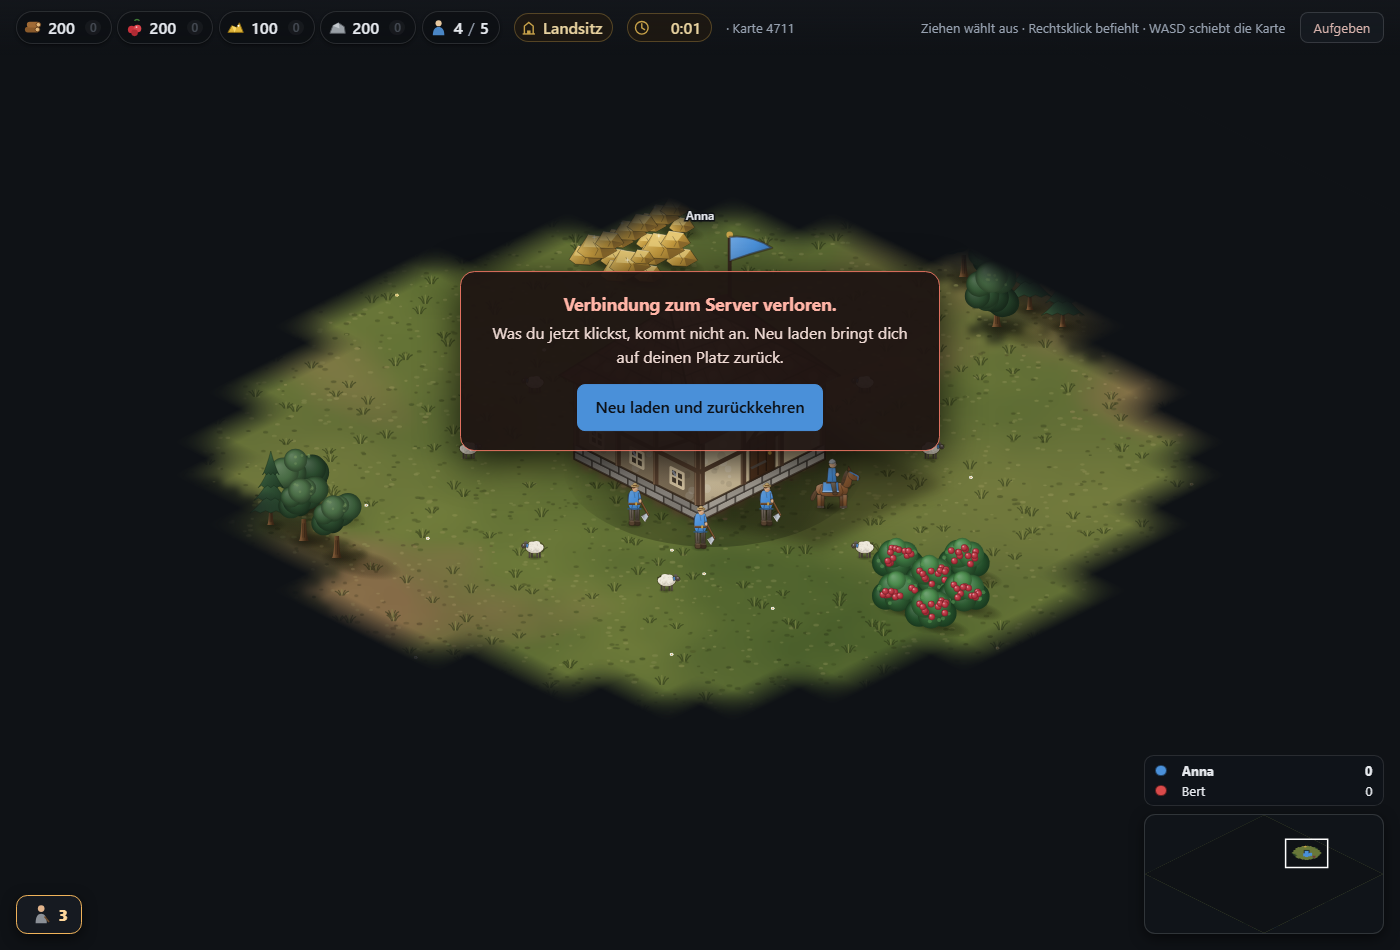 200 0 200 0 100 0 200 0 4 / 5 Landsitz 0:01 · Karte 4711 Ziehen wählt aus · Rechtsklick befiehlt · WASD schiebt die Karte Aufgeben
Anna
Verbindung zum Server verloren.
Was du jetzt klickst, kommt nicht an. Neu laden bringt dich
auf deinen Platz zurück.
Neu laden und zurückkehren
Anna 0
Bert 0
3